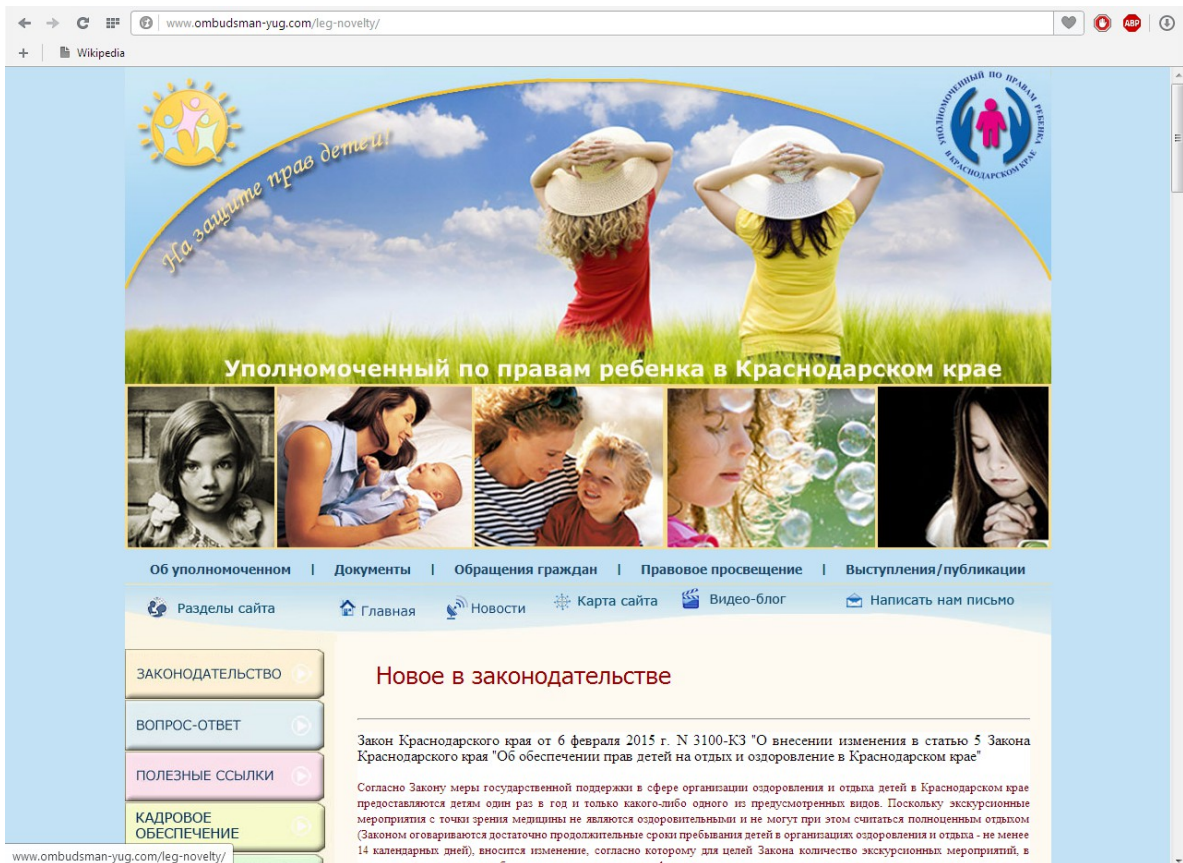 www.ombudsman-yug.com/leg-novelty/
ABP
+ Wikipedia
УПОЛНОМОЧЕННЫЙ ПО ПРАВАМ РЕБЕНКА
В КРАСНОДАРСКОМ КРАЕ
На защите прав детей!
Уполномоченный по правам ребенка в Краснодарском крае
Об уполномоченном | Документы | Обращения граждан | Правовое просвещение | Выступления/публикации
Разделы сайта Главная Новости Карта сайта Видео-блог Написать нам письмо
ЗАКОНОДАТЕЛЬСТВО
ВОПРОС-ОТВЕТ
ПОЛЕЗНЫЕ ССЫЛКИ
КАДРОВОЕ
ОБЕСПЕЧЕНИЕ
Новое в законодательстве
Закон Краснодарского края от 6 февраля 2015 г. N 3100-КЗ "О внесении изменения в статью 5 Закона
Краснодарского края "Об обеспечении прав детей на отдых и оздоровление в Краснодарском крае"
Согласно Закону меры государственной поддержки в сфере организации оздоровления и отдыха детей в Краснодарском крае
предоставляются детям один раз в год и только какого-либо одного из предусмотренных видов. Поскольку экскурсионные
мероприятия с точки зрения медицины не являются оздоровительными и не могут при этом считаться полноценным отдыхом
(Законом оговариваются достаточно продолжительные сроки пребывания детей в организациях оздоровления и отдыха - не менее
14 календарных дней), вносится изменение, согласно которому для целей Закона количество экскурсионных мероприятий, в
www.ombudsman-yug.com/leg-novelty/